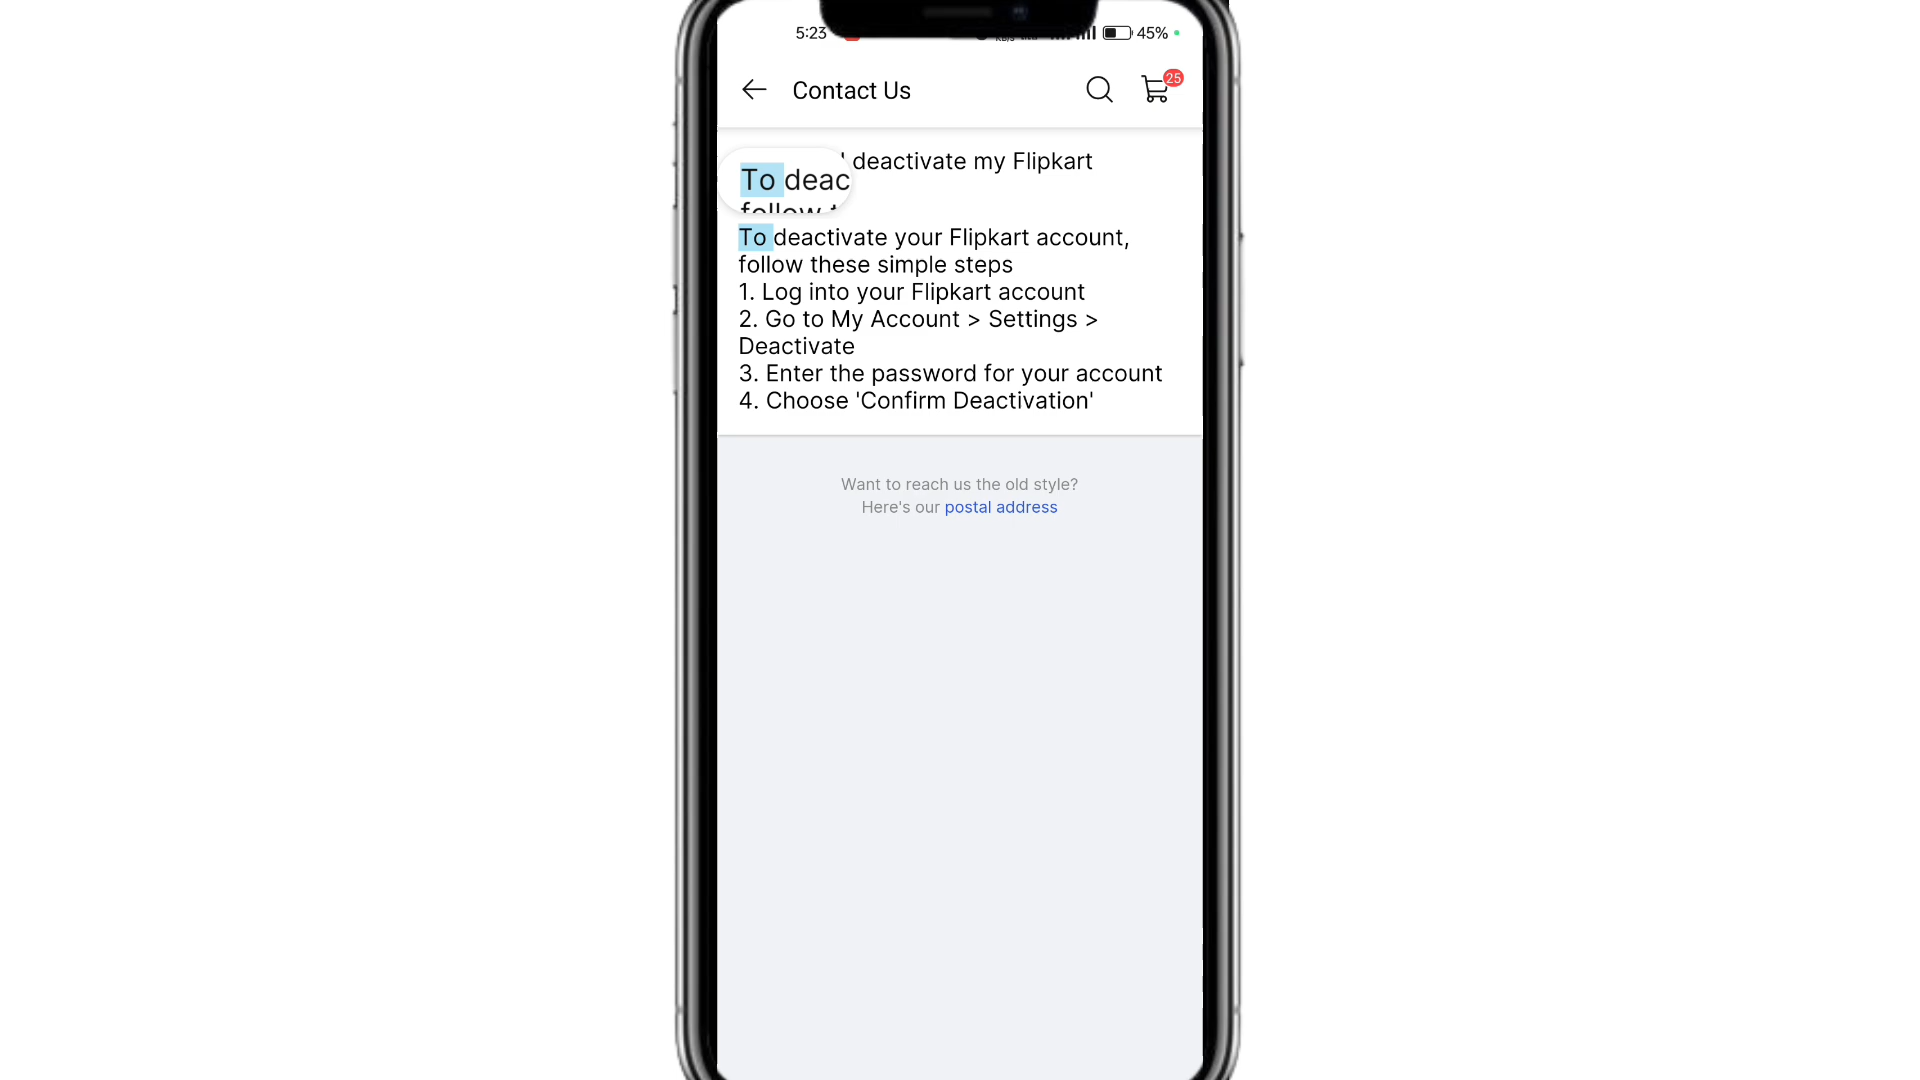 5:23
45%
Contact Us
25
deactivate my Flipkart
To deac
To deactivate your Flipkart account,
follow these simple steps
1. Log into your Flipkart account
2. Go to My Account > Settings >
Deactivate
3. Enter the password for your account
4. Choose 'Confirm Deactivation'
Want to reach us the old style?
Here's our postal address